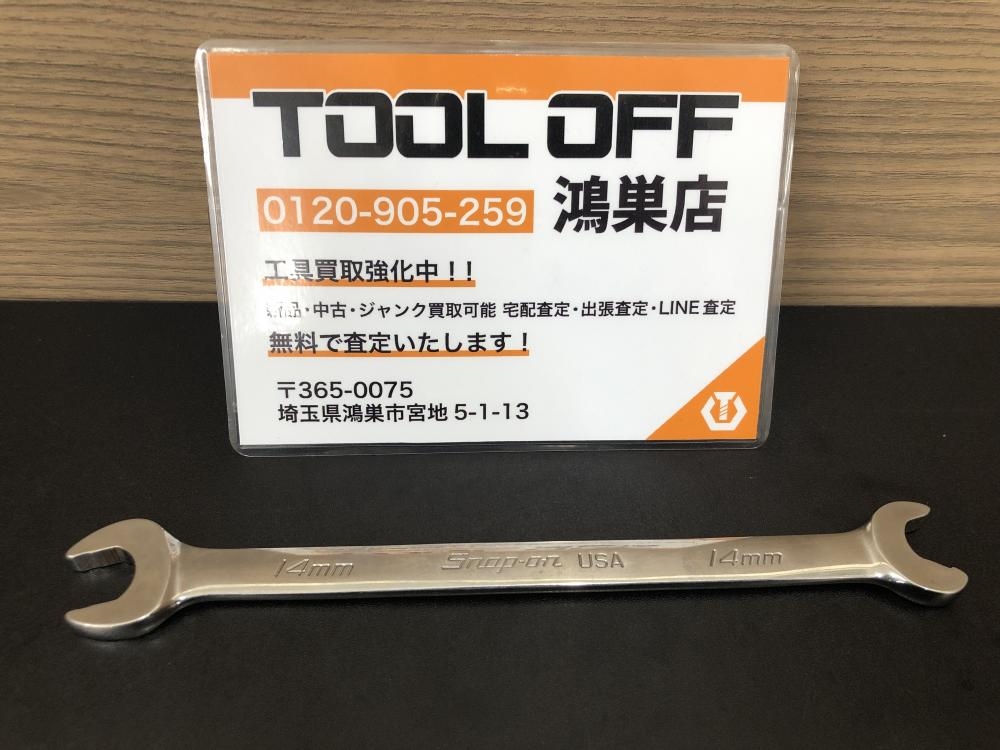 TOOL OFF
0120-905-259 鴻巣店
工具買取強化中!!
・中古・ジャンク買取可能 宅配査定・出張査定・LINE査定
無料で査定いたします!
〒365-0075
埼玉県鴻巣市宮地 5-1-13
14mm Snap-on USA 14mm